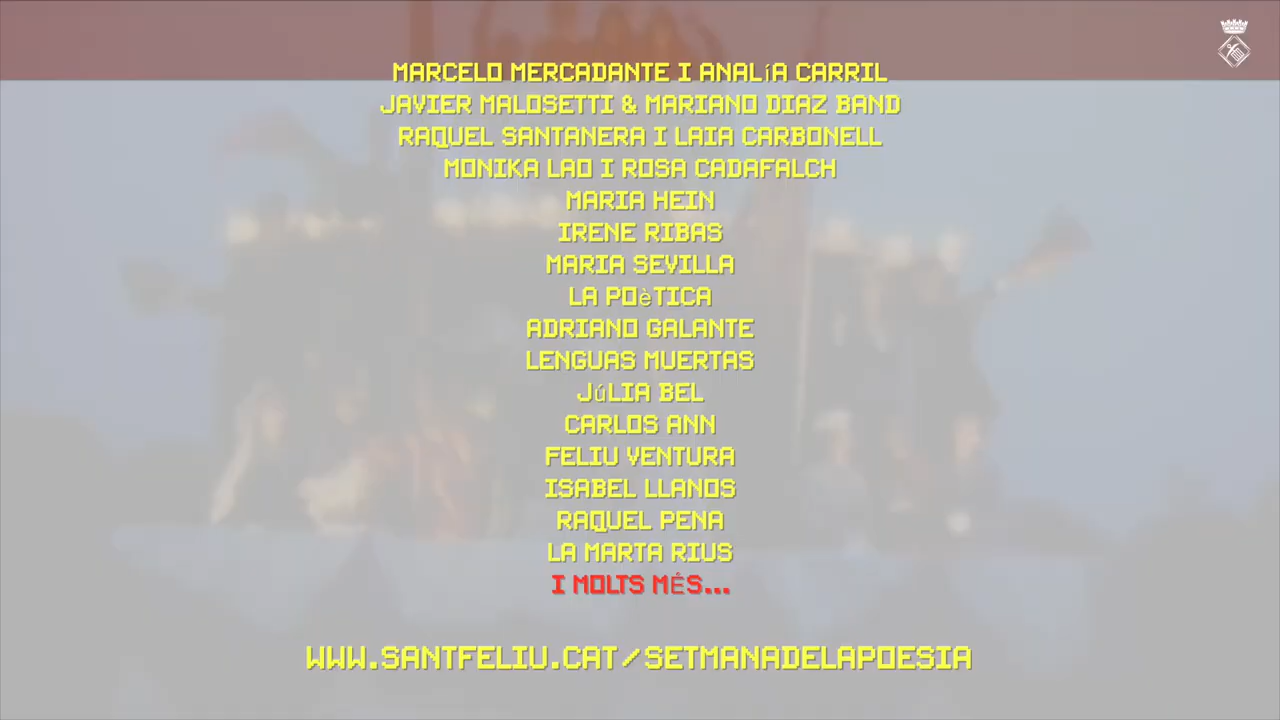 MARCELO MERCADANTE I ANALíA CARRIL
JAVIER MALOSETTI & MARIANO DIAZ BAND
RAQUEL SANTANERA I LAIA CARBONELL
MONIKA LAO I ROSA CADAFALCH
MARIA HEIN
IRENE RIBAS
MARIA SEVILLA
LA POèTICA
ADRIANO GALANTE
LENGUAS MUERTAS
JúLIA BEL
CARLOS ANN
FELIU VENTURA
ISABEL LLANOS
RAQUEL PENA
LA MARTA RIUS
I MOLTS MÉS...
WWW.SANTFELIU.CAT/SETMANADELAPOESIA